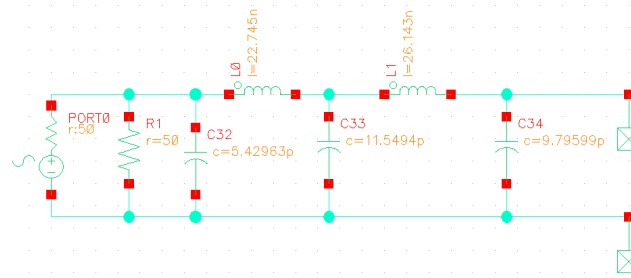 L0
l=22.745n
L1
l=26.143n
PORT0
r:50
R1
r=50
C32
c=5.42963p
C33
c=11.5494p
C34
c=9.79599p